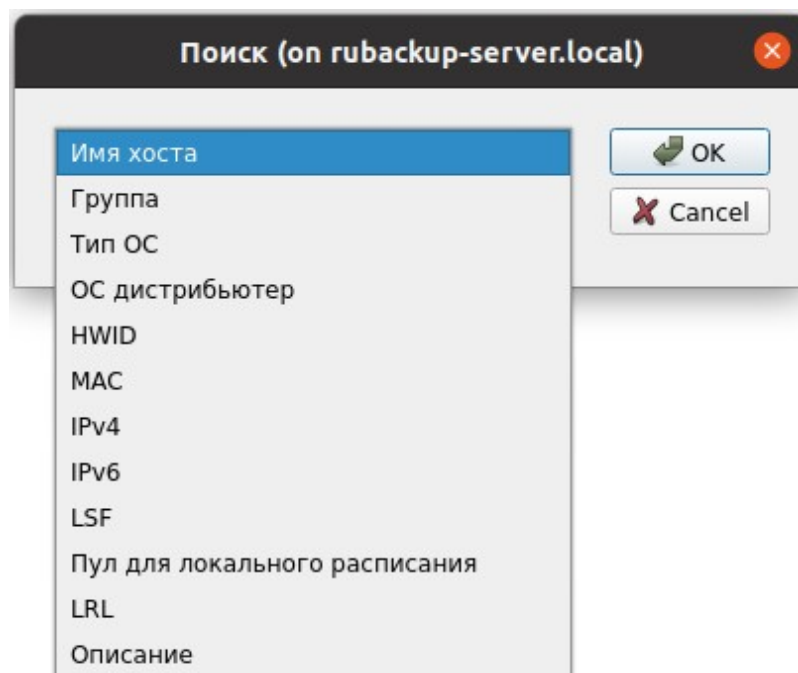 Поиск (on rubackup-server.local)
Имя хоста
OK
Группа
Cancel
Тип ОС
ОС дистрибьютер
HWID
MAC
IPv4
IPv6
LSF
Пул для локального расписания
LRL
Описание